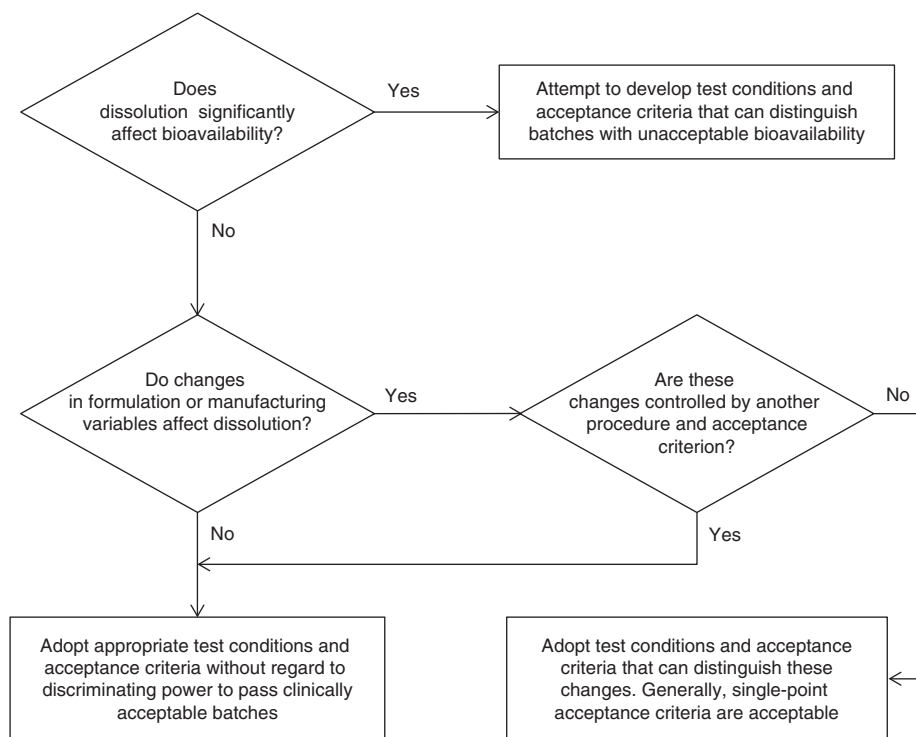 Does
dissolution significantly
affect bioavailability?
Yes
Attempt to develop test conditions and
acceptance criteria that can distinguish
batches with unacceptable bioavailability
No
Do changes
in formulation or manufacturing
variables affect dissolution?
Yes
Are these
changes controlled by another
procedure and acceptance
criterion?
No
No
Yes
Adopt appropriate test conditions and
acceptance criteria without regard to
discriminating power to pass clinically
acceptable batches
Adopt test conditions and acceptance
criteria that can distinguish these
changes. Generally, single-point
acceptance criteria are acceptable